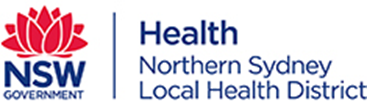 NSW
GOVERNMENT
Health
Northern Sydney
Local Health District